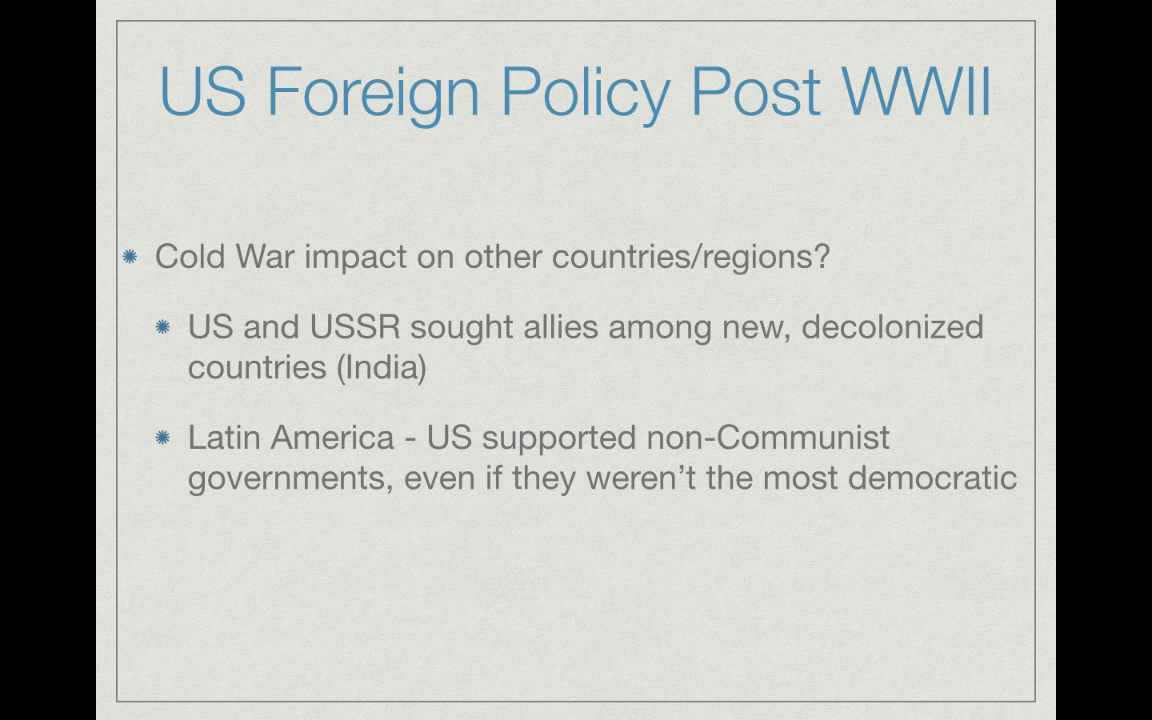 US Foreign Policy Post WWII
Cold War impact on other countries/regions?
US and USSR sought allies among new, decolonized
countries (India)
Latin America - US supported non-Communist
governments, even if they weren’t the most democratic